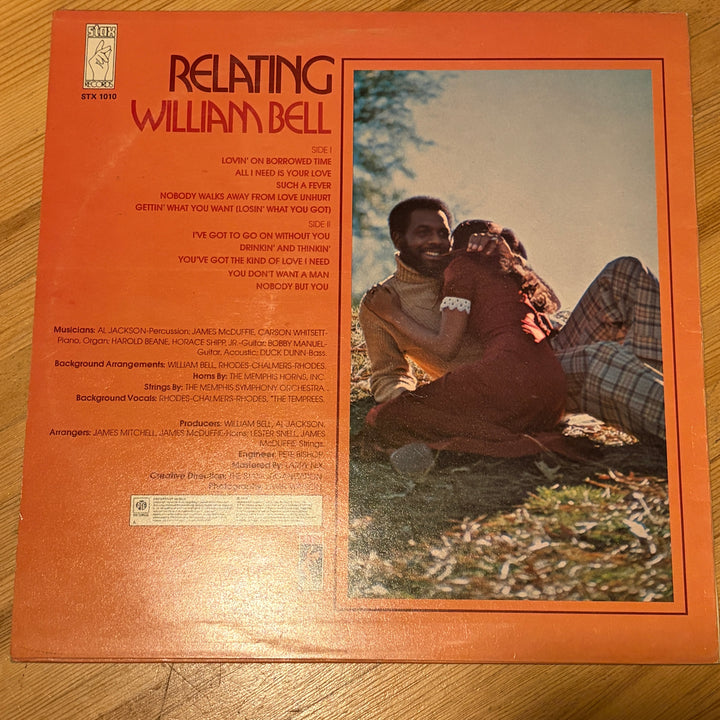 stax
RECORDS
STX 1010
RELATING
WILLIAM BELL
SIDE I
LOVIN' ON BORROWED TIME
ALL I NEED IS YOUR LOVE
SUCH A FEVER
NOBODY WALKS AWAY FROM LOVE UNHURT
GETTIN' WHAT YOU WANT (LOSIN' WHAT YOU GOT)
SIDE II
I'VE GOT TO GO ON WITHOUT YOU
DRINKIN' AND THINKIN'
YOU'VE GOT THE KIND OF LOVE I NEED
YOU DON'T WANT A MAN
NOBODY BUT YOU
Musicians: AL JACKSON-Percussion; JAMES McDUFFIE, CARSON WHITSETT-
Piano, Organ; HAROLD BEANE, HORACE SHIPP, JR.-Guitar; BOBBY MANUEL-
Guitar, Acoustic; DUCK DUNN-Bass.
Background Arrangements: WILLIAM BELL, RHODES-CHALMERS-RHODES.
Horns By: THE MEMPHIS HORNS, INC.
Strings By: THE MEMPHIS SYMPHONY ORCHESTRA.
Background Vocals: RHODES-CHALMERS-RHODES, "THE TEMPREES.
Producers: WILLIAM BELL, AL JACKSON.
Arrangers: JAMES MITCHELL, JAMES McDUFFIE-Horns; LESTER SNELL, JAMES
McDUFFIE, Strings.
Engineer: PETE BISHOP.
Mastered By: LARRY NIX
Creative Direction: THE
Photography: